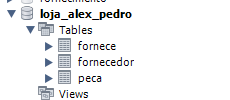 loja_alex_pedro
Tables
fornece
fornecedor
peca
Views